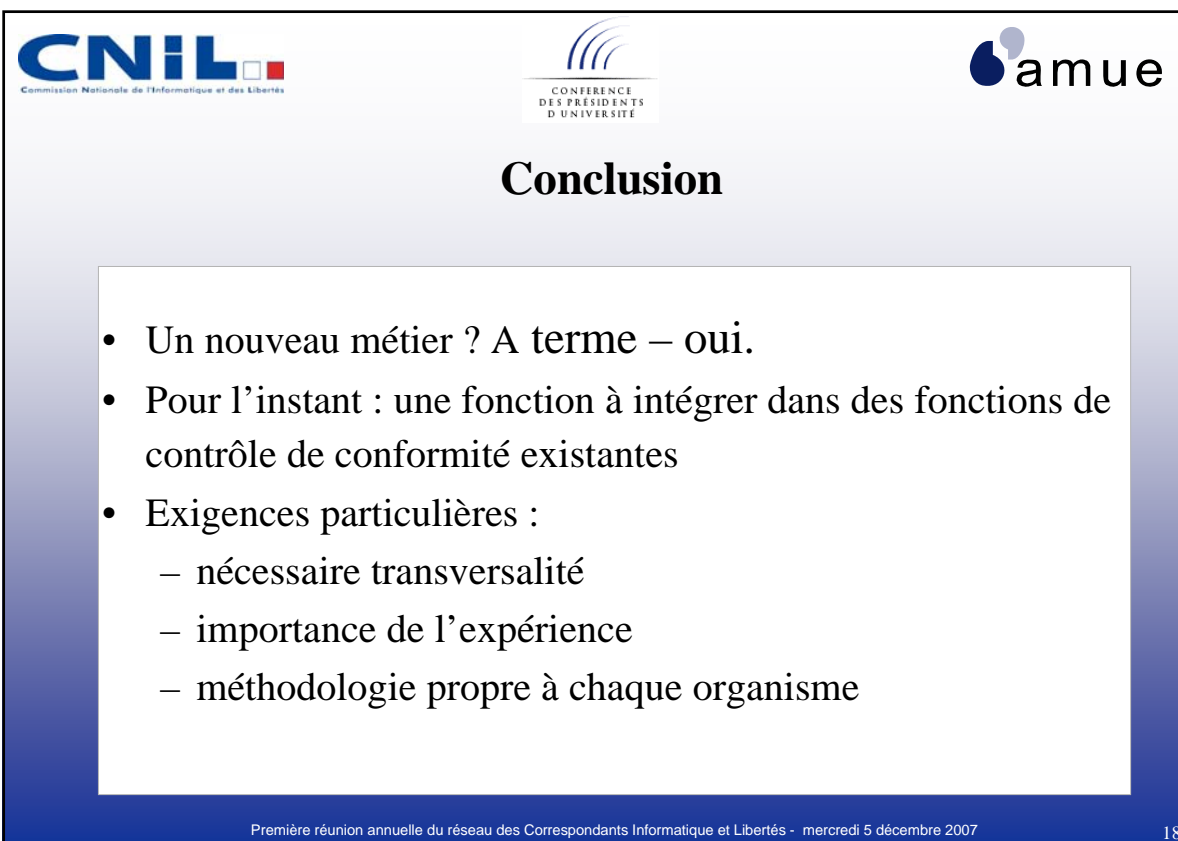 CNIL
Commission Nationale de l'Informatique et des Libertés
CONFERENCE
DES PRÉSIDENTS
D UNIVERSITÉ
amue
Conclusion
• Un nouveau métier ? A terme – oui.
• Pour l’instant : une fonction à intégrer dans des fonctions de
contrôle de conformité existantes
• Exigences particulières :
– nécessaire transversalité
– importance de l’expérience
– méthodologie propre à chaque organisme
Première réunion annuelle du réseau des Correspondants Informatique et Libertés - mercredi 5 décembre 2007
18